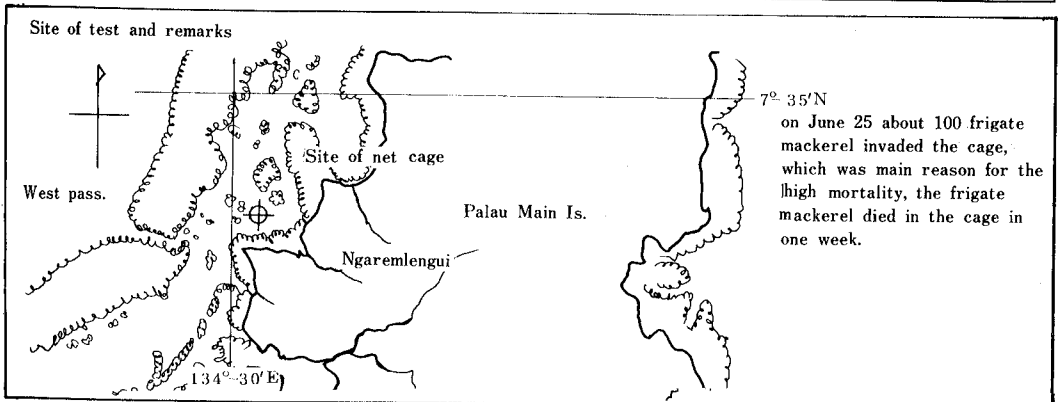 Site of test and remarks
7°-35′N
on June 25 about 100 frigate
mackerel invaded the cage,
which was main reason for the
high mortality, the frigate
mackerel died in the cage in
one week.
Site of net cage
West pass.
Palau Main Is.
Ngaremlengui
134°-30′E